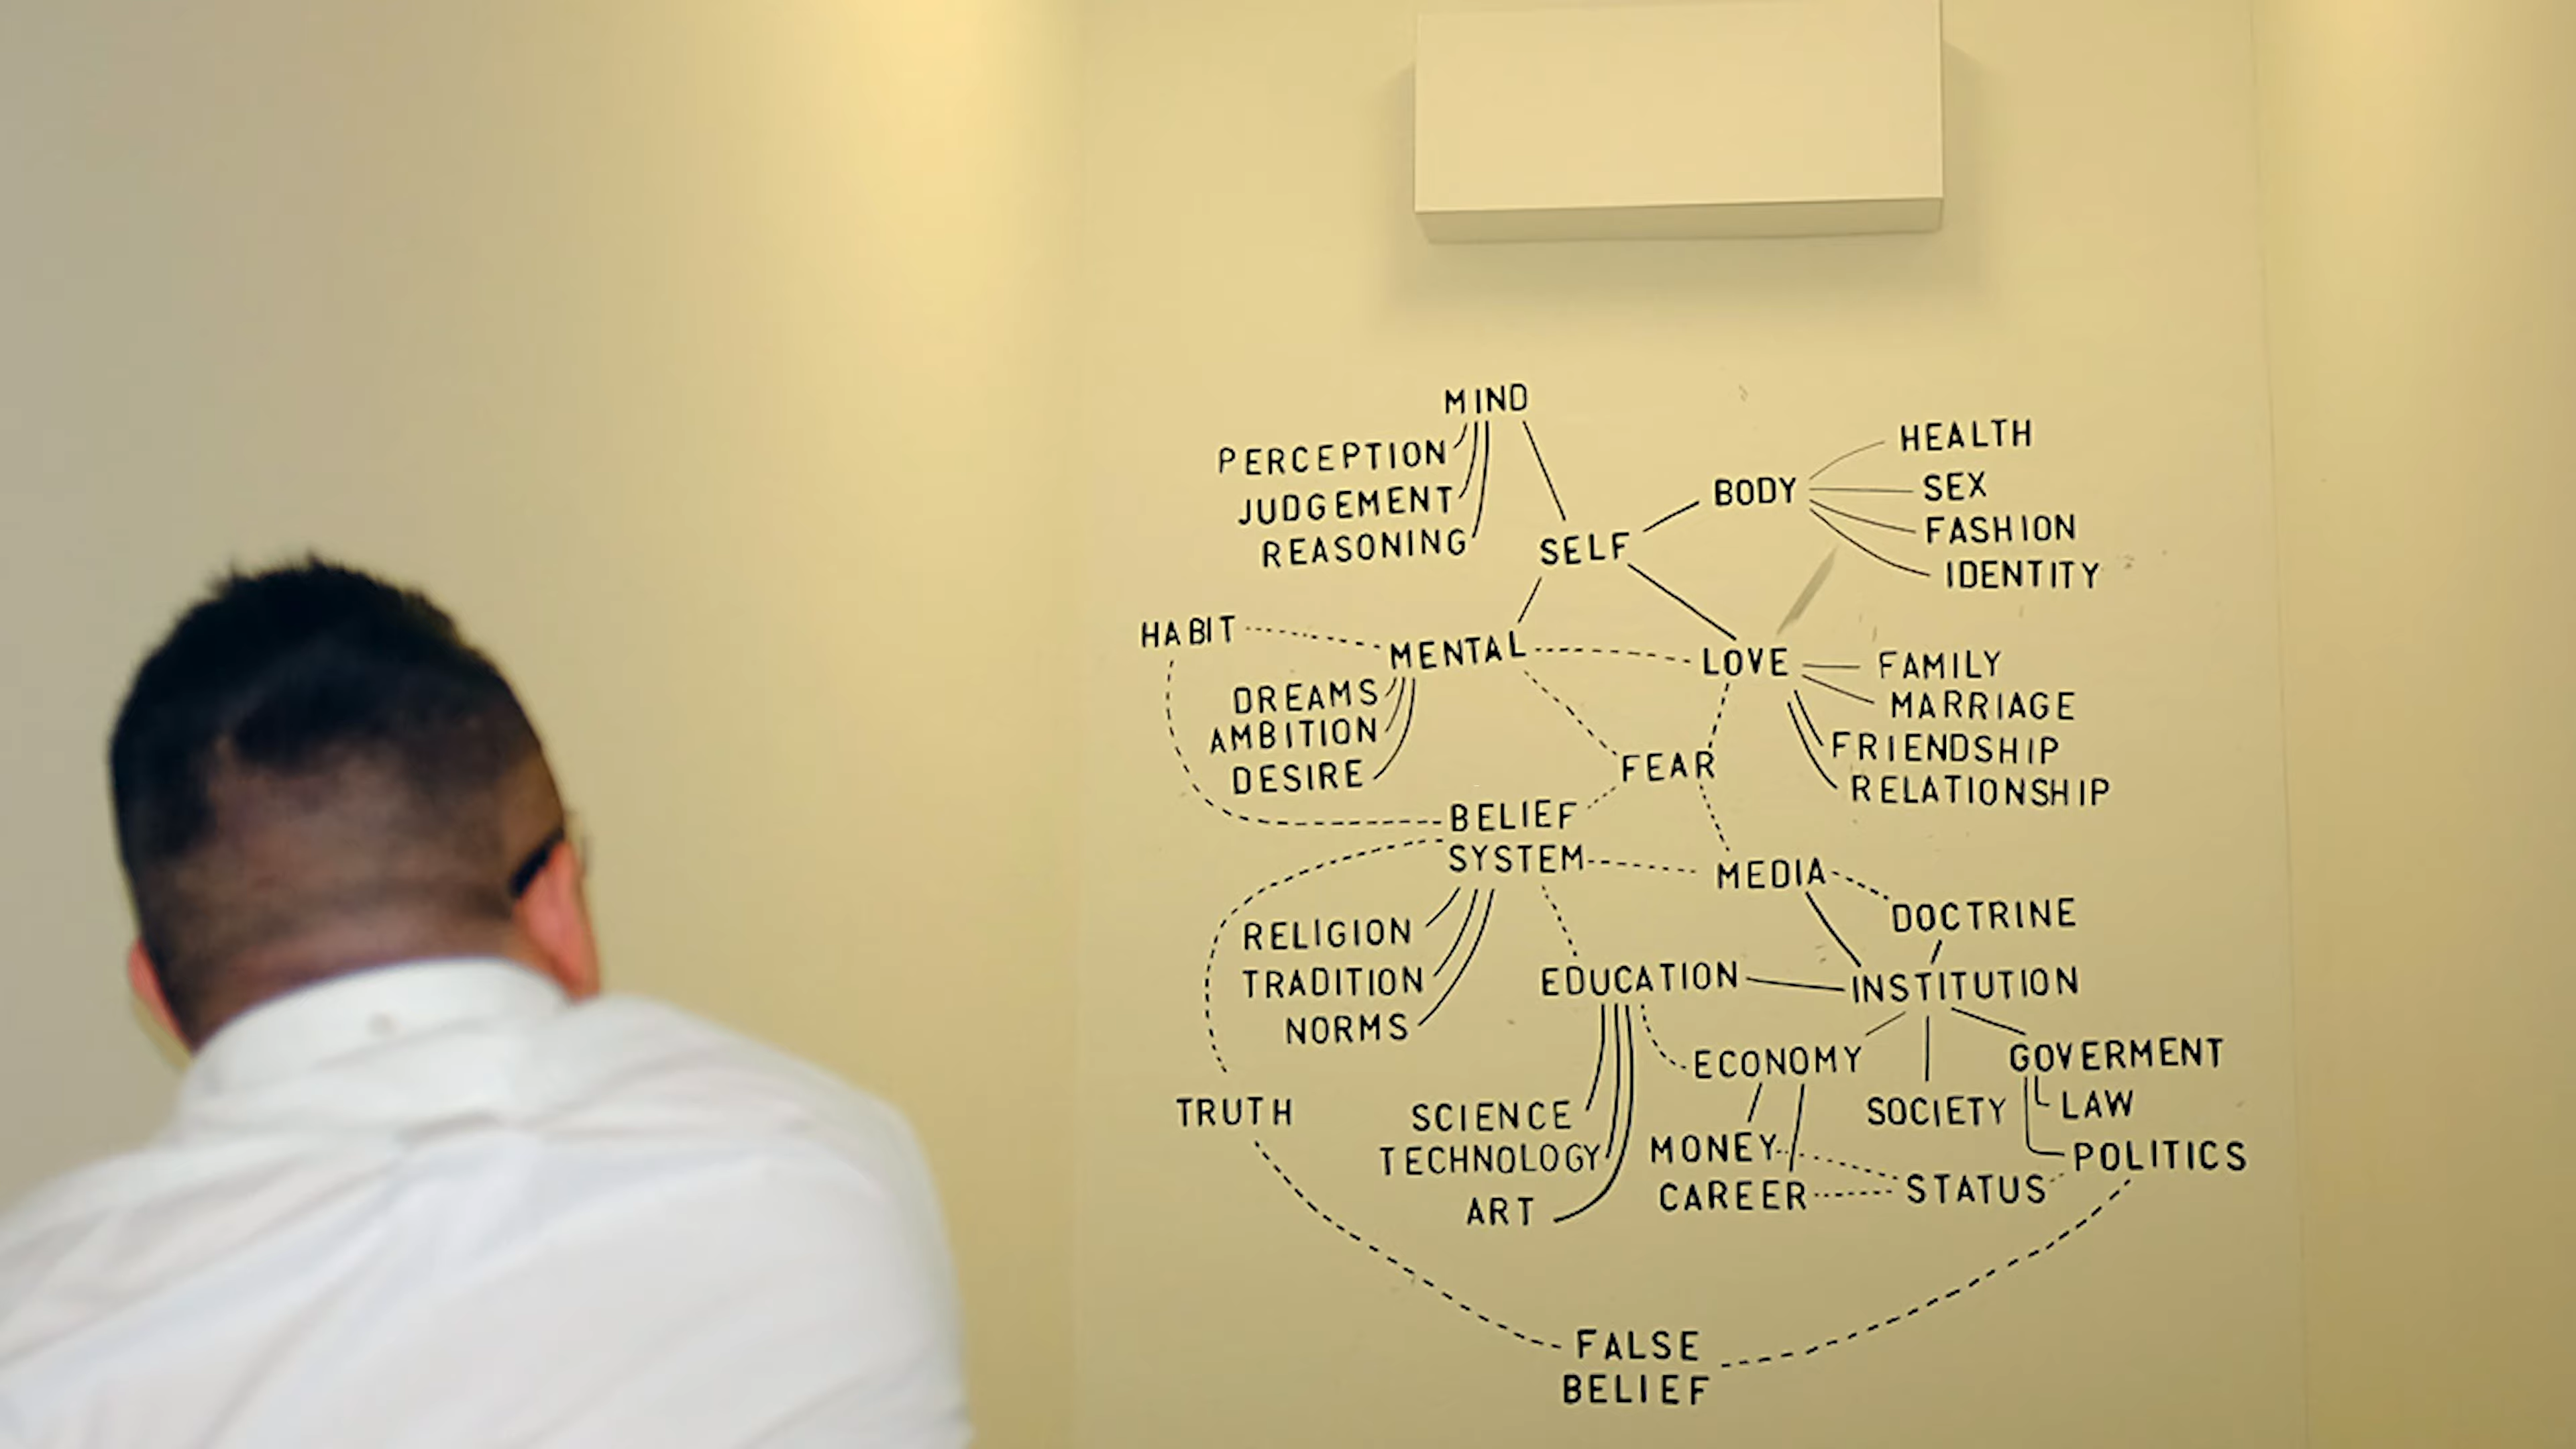 MIND
PERCEPTION
JUDGEMENT
REASONING
SELF
BODY
HEALTH
SEX
FASHION
IDENTITY
HABIT
MENTAL
DREAMS
AMBITION
DESIRE
LOVE
FAMILY
MARRIAGE
FRIENDSHIP
RELATIONSHIP
FEAR
BELIEF
SYSTEM
RELIGION
TRADITION
NORMS
MEDIA
DOCTRINE
EDUCATION
INSTITUTION
SCIENCE
TECHNOLOGY
ART
ECONOMY
MONEY
CAREER
SOCIETY
GOVERMENT
LAW
POLITICS
STATUS
TRUTH
FALSE
BELIEF